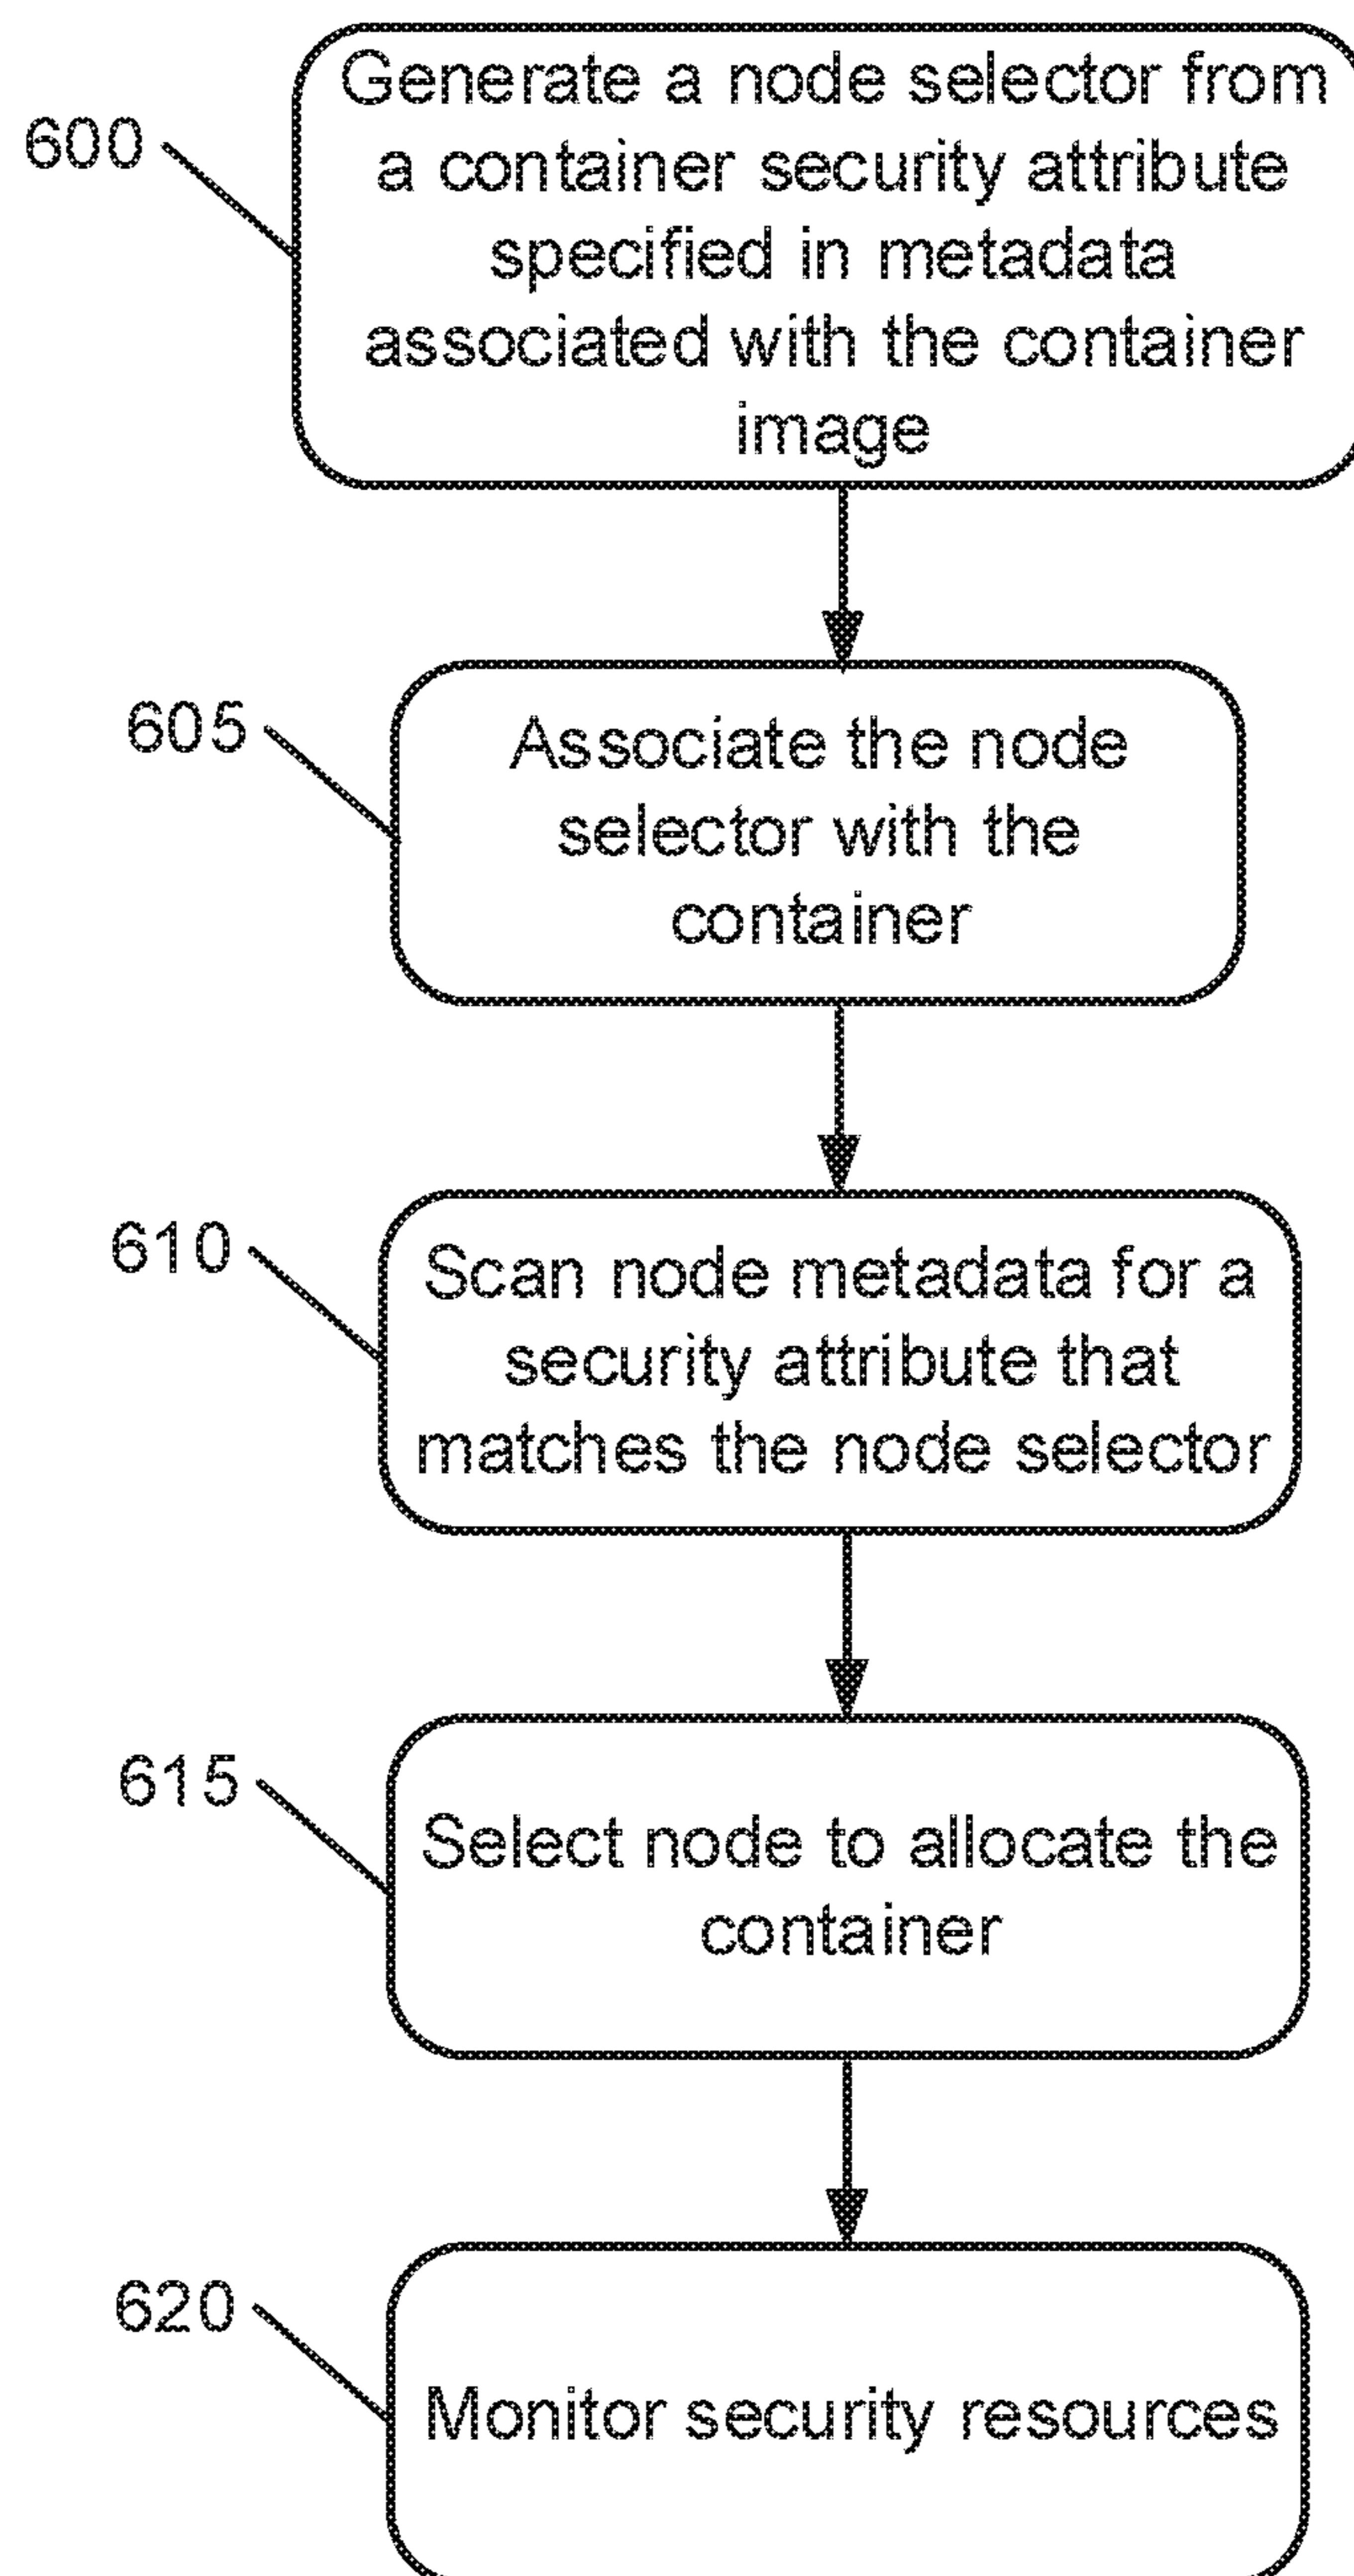 600
Generate a node selector from
a container security attribute
specified in metadata
associated with the container
image
605
Associate the node
selector with the
container
610
Scan node metadata for a
security attribute that
matches the node selector
615
Select node to allocate the
container
620
Monitor security resources